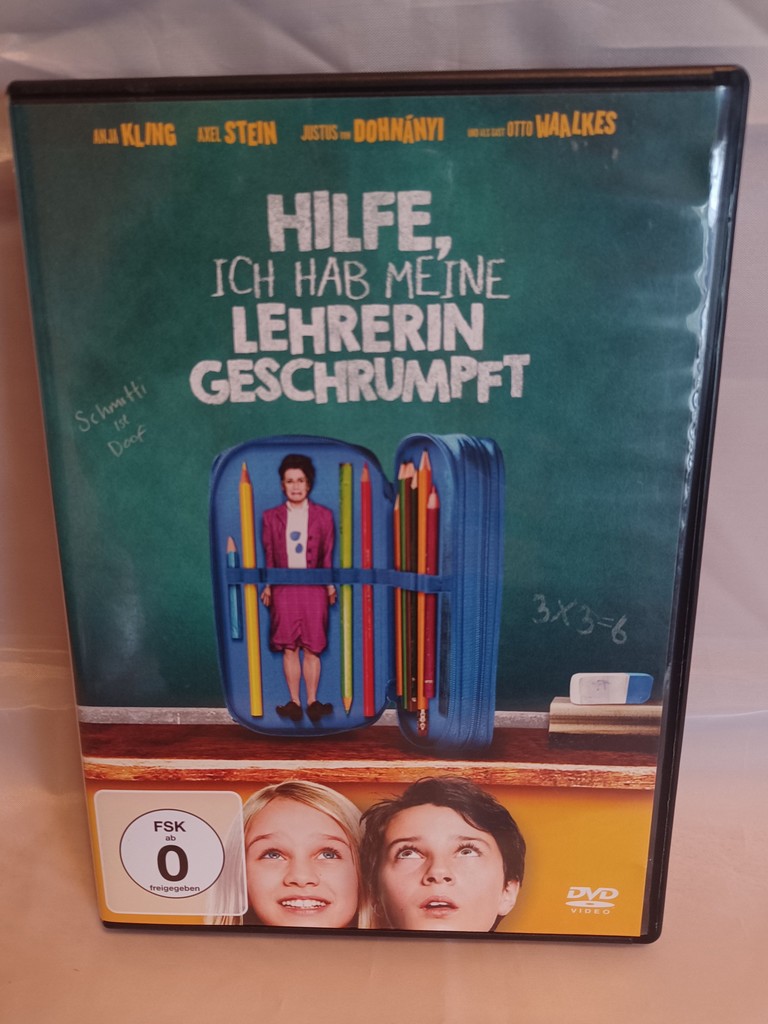 ANJA KLING AXEL STEIN JUSTUS VON DOHNÁNYI UND ALS GAST OTTO WAALKES
HILFE,
ICH HAB MEINE
LEHRERIN
GESCHRUMPFT
Schmitti
ist
Doof
3x3=6
FSK
ab
0
freigegeben
DVD
VIDEO